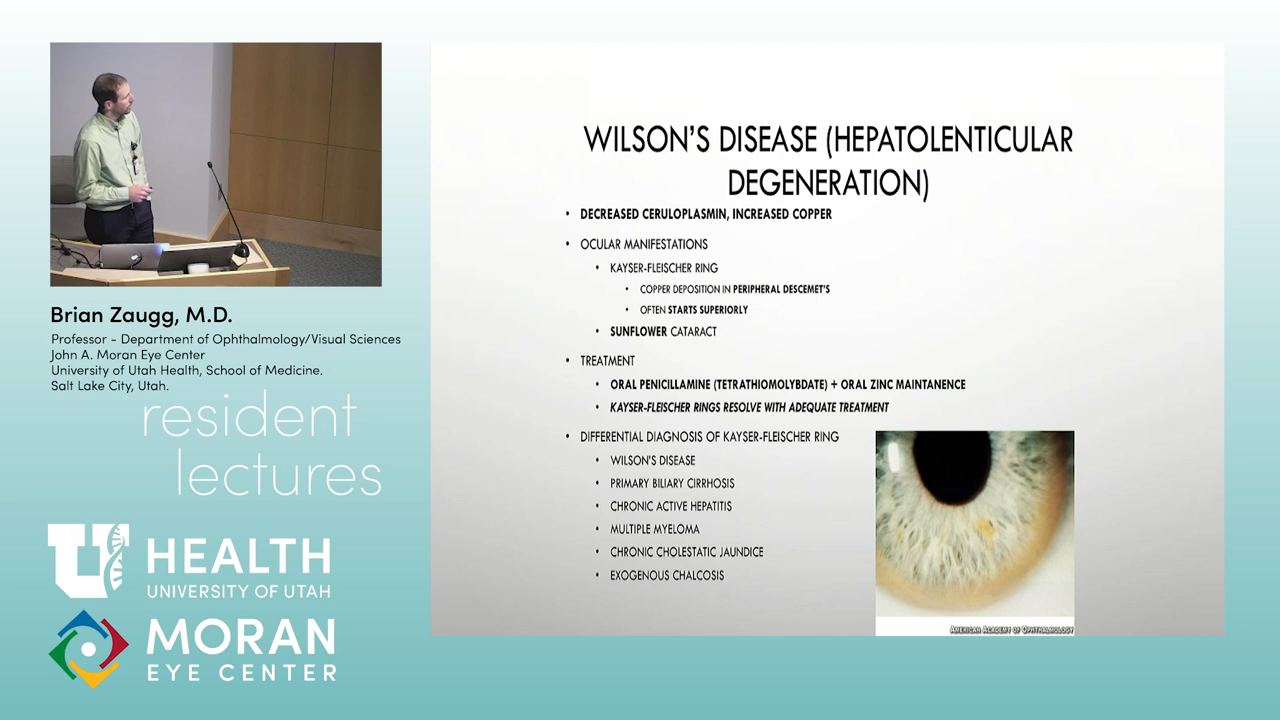 Brian Zaugg, M.D.
Professor - Department of Ophthalmology/Visual Sciences
John A. Moran Eye Center
University of Utah Health, School of Medicine.
Salt Lake City, Utah.
resident
lectures
U HEALTH
UNIVERSITY OF UTAH
MORAN
EYE CENTER
WILSON'S DISEASE (HEPATOLENTICULAR
DEGENERATION)
• DECREASED CERULOPLASMIN, INCREASED COPPER
• OCULAR MANIFESTATIONS
• KAYSER-FLEISCHER RING
• COPPER DEPOSITION IN PERIPHERAL DESCEMET'S
• OFTEN STARTS SUPERIORLY
• SUNFLOWER CATARACT
• TREATMENT
• ORAL PENICILLAMINE (TETRATHIOMOLYBDATE) + ORAL ZINC MAINTANENCE
• KAYSER-FLEISCHER RINGS RESOLVE WITH ADEQUATE TREATMENT
• DIFFERENTIAL DIAGNOSIS OF KAYSER-FLEISCHER RING
• WILSON'S DISEASE
• PRIMARY BILIARY CIRRHOSIS
• CHRONIC ACTIVE HEPATITIS
• MULTIPLE MYELOMA
• CHRONIC CHOLESTATIC JAUNDICE
• EXOGENOUS CHALCOSIS
AMERICAN ACADEMY OF OPHTHALMOLOGY